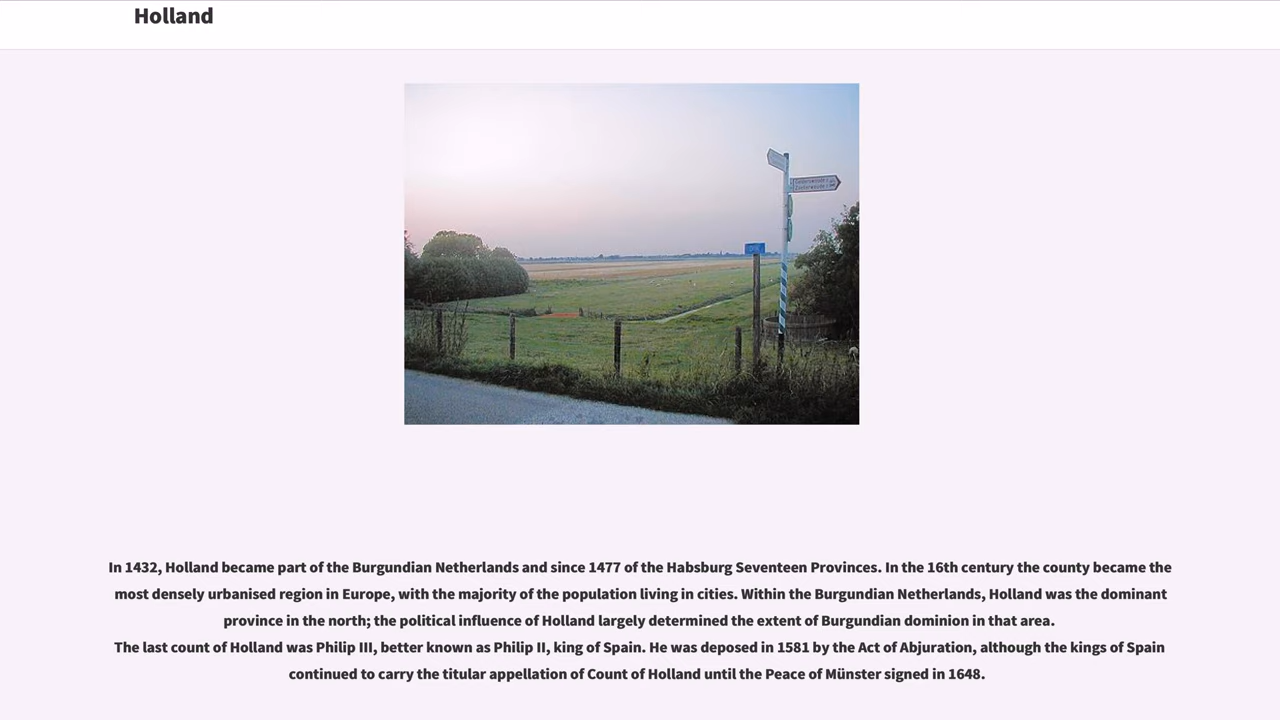 Holland
In 1432, Holland became part of the Burgundian Netherlands and since 1477 of the Habsburg Seventeen Provinces. In the 16th century the county became the
most densely urbanised region in Europe, with the majority of the population living in cities. Within the Burgundian Netherlands, Holland was the dominant
province in the north; the political influence of Holland largely determined the extent of Burgundian dominion in that area.
The last count of Holland was Philip III, better known as Philip II, king of Spain. He was deposed in 1581 by the Act of Abjuration, although the kings of Spain
continued to carry the titular appellation of Count of Holland until the Peace of Münster signed in 1648.